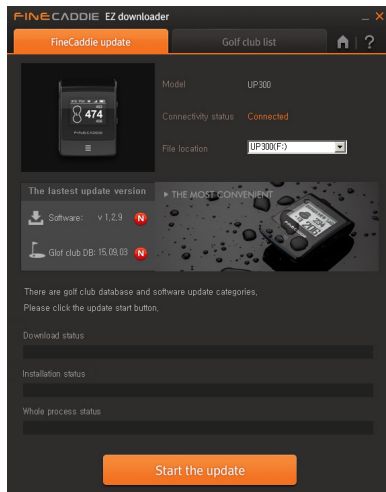 FINECADDIE EZ downloader
FineCaddie update
Golf club list
?
Model
UP300
Connectivity status
Connected
File location
UP300(F:)
8 474
FINECADDIE
The lastest update version
Software: v 1,2,9 N
Glof club DB: 15,09,03 N
THE MOST CONVENIENT
There are golf club database and software update categories,
Please click the update start button,
Download status
Installation status
Whole process status
Start the update